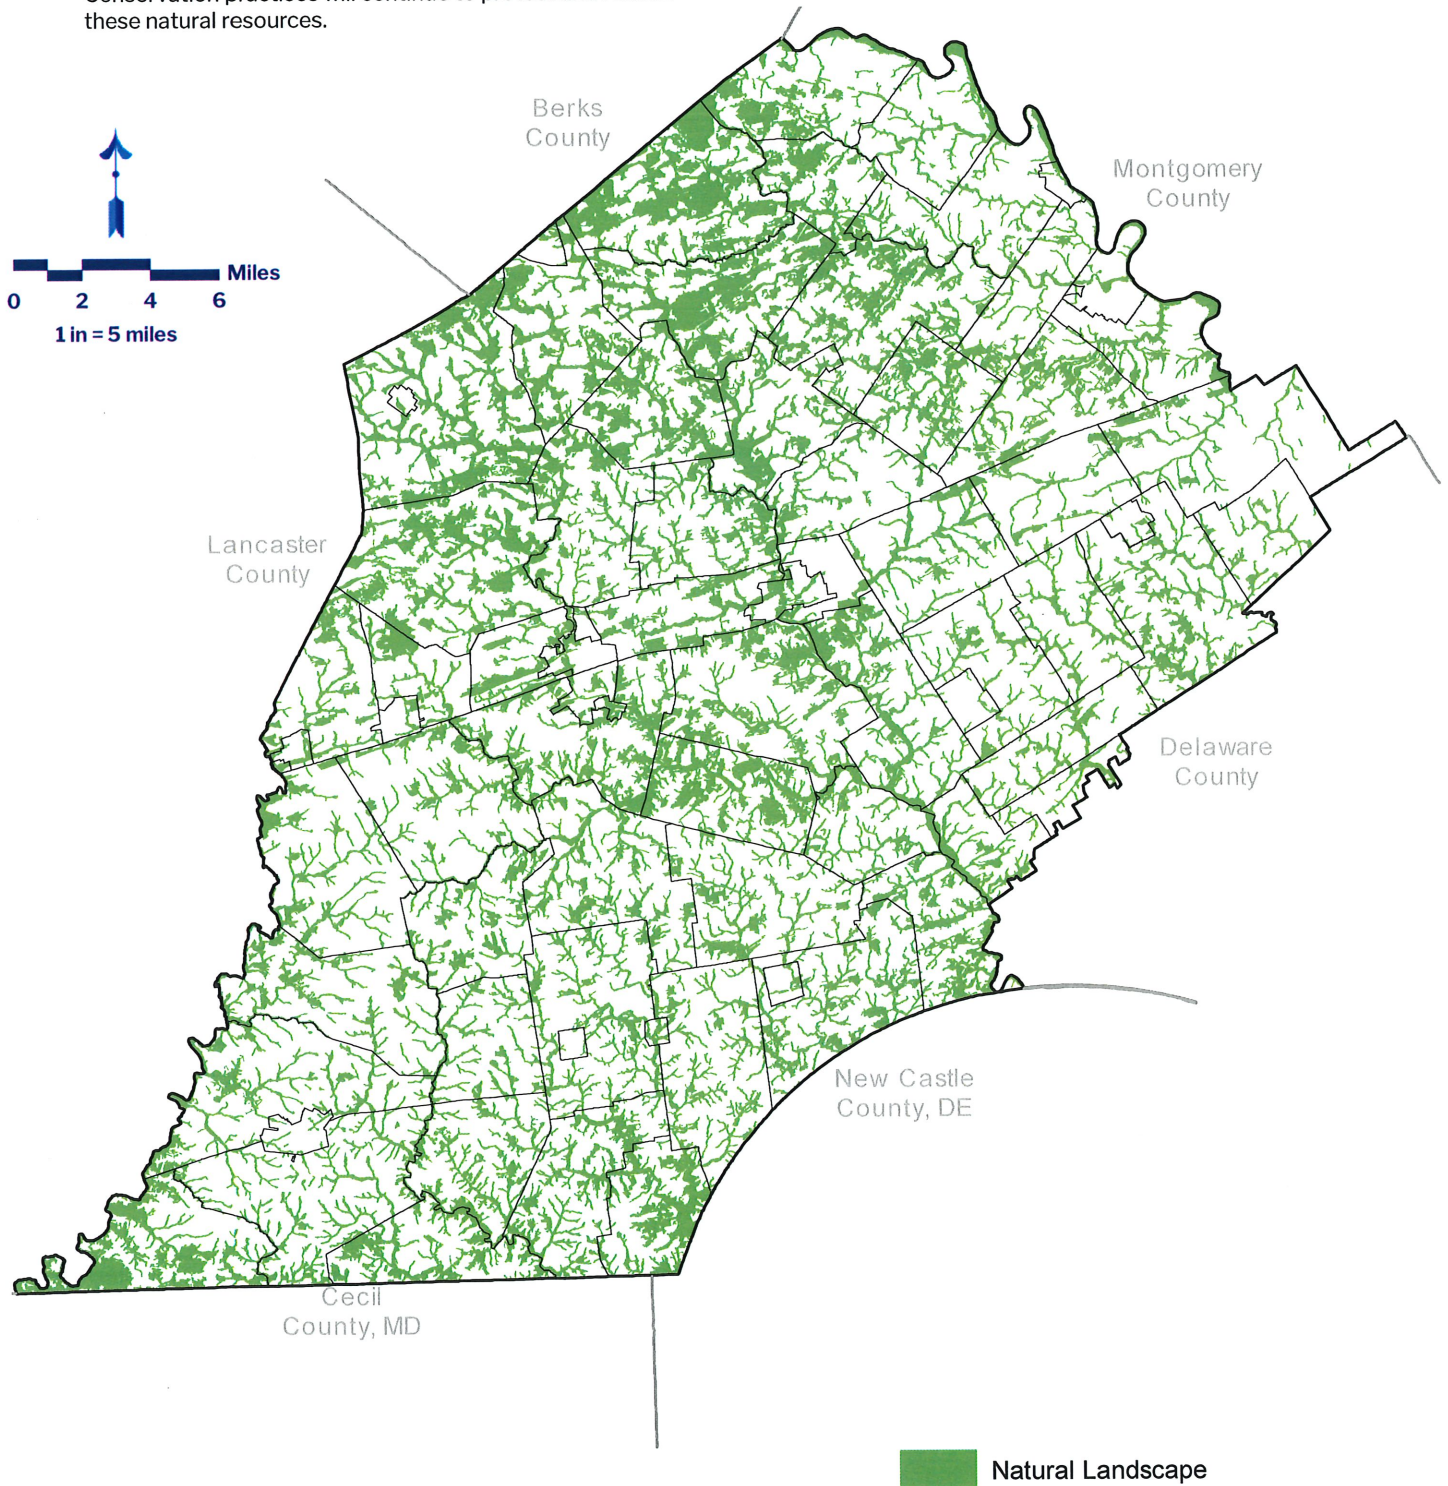 these natural resources.
Berks
County
Montgomery
County
Miles
0 2 4 6
1 in = 5 miles
Lancaster
County
Delaware
County
New Castle
County, DE
Cecil
County, MD
Natural Landscape